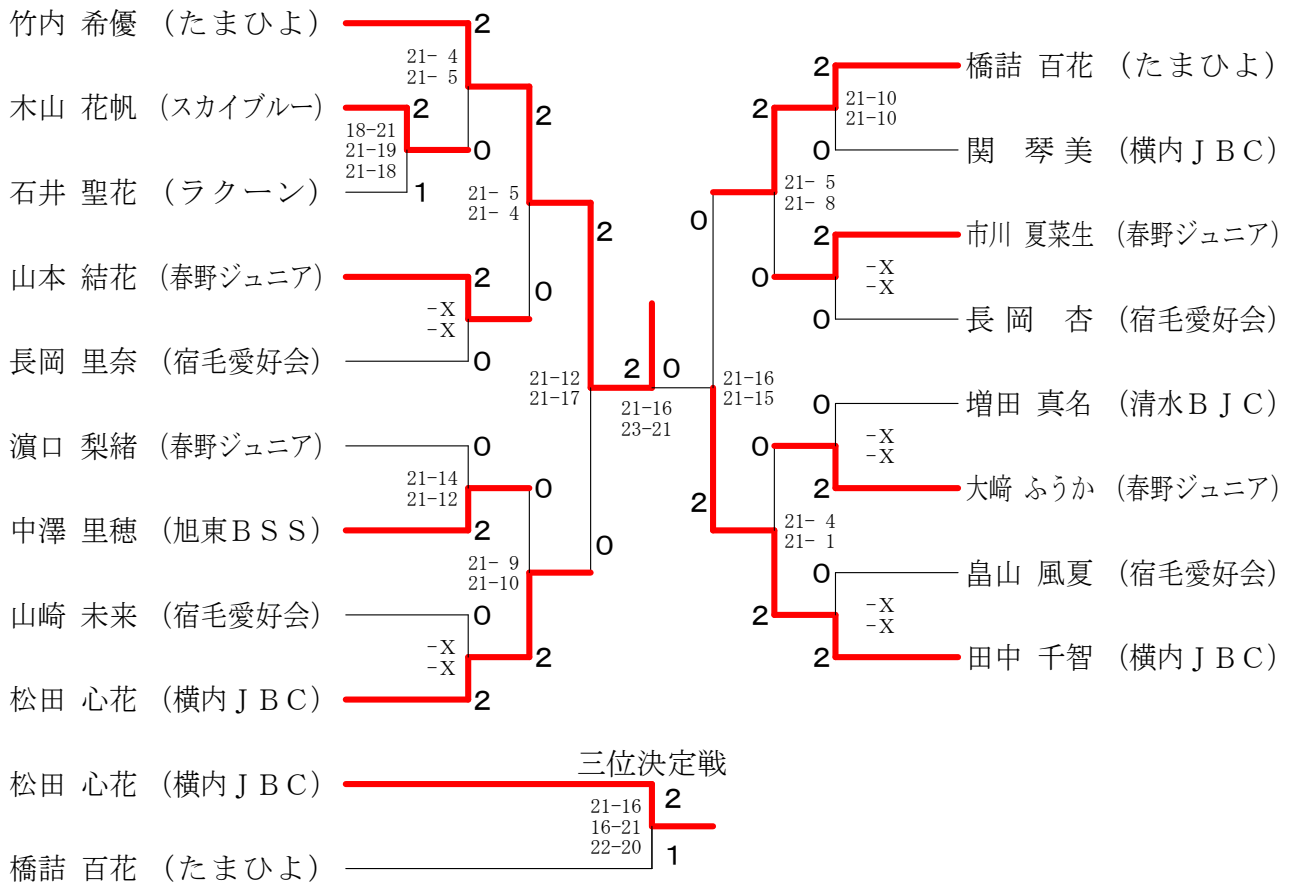 竹内 希優 （たまひよ）
2
21- 4
21- 5
木山 花帆 （スカイブルー）
2
18-21
21-19
21-18
0
2
石井 聖花 （ラクーン）
1
21- 5
21- 4
2
山本 結花 （春野ジュニア）
2
-X
-X
0
長岡 里奈 （宿毛愛好会）
0
21-12
21-17
濵口 梨緒 （春野ジュニア）
0
21-14
21-12
0
中澤 里穂 （旭東ＢＳＳ）
2
0
21- 9
21-10
山崎 未来 （宿毛愛好会）
0
-X
-X
2
松田 心花 （横内ＪＢＣ）
2
2 0
21-16
23-21
2
橋詰 百花 （たまひよ）
2
21-10
21-10
0
関 琴美 （横内ＪＢＣ）
0
21- 5
21- 8
2
市川 夏菜生 （春野ジュニア）
0
-X
-X
0
長岡 杏 （宿毛愛好会）
21-16
21-15
0
増田 真名 （清水ＢＪＣ）
0
-X
-X
2
大﨑 ふうか （春野ジュニア）
2
21- 4
21- 1
0
畠山 風夏 （宿毛愛好会）
2
-X
-X
2
田中 千智 （横内ＪＢＣ）
三位決定戦
松田 心花 （横内ＪＢＣ）
2
21-16
16-21
22-20
1
橋詰 百花 （たまひよ）